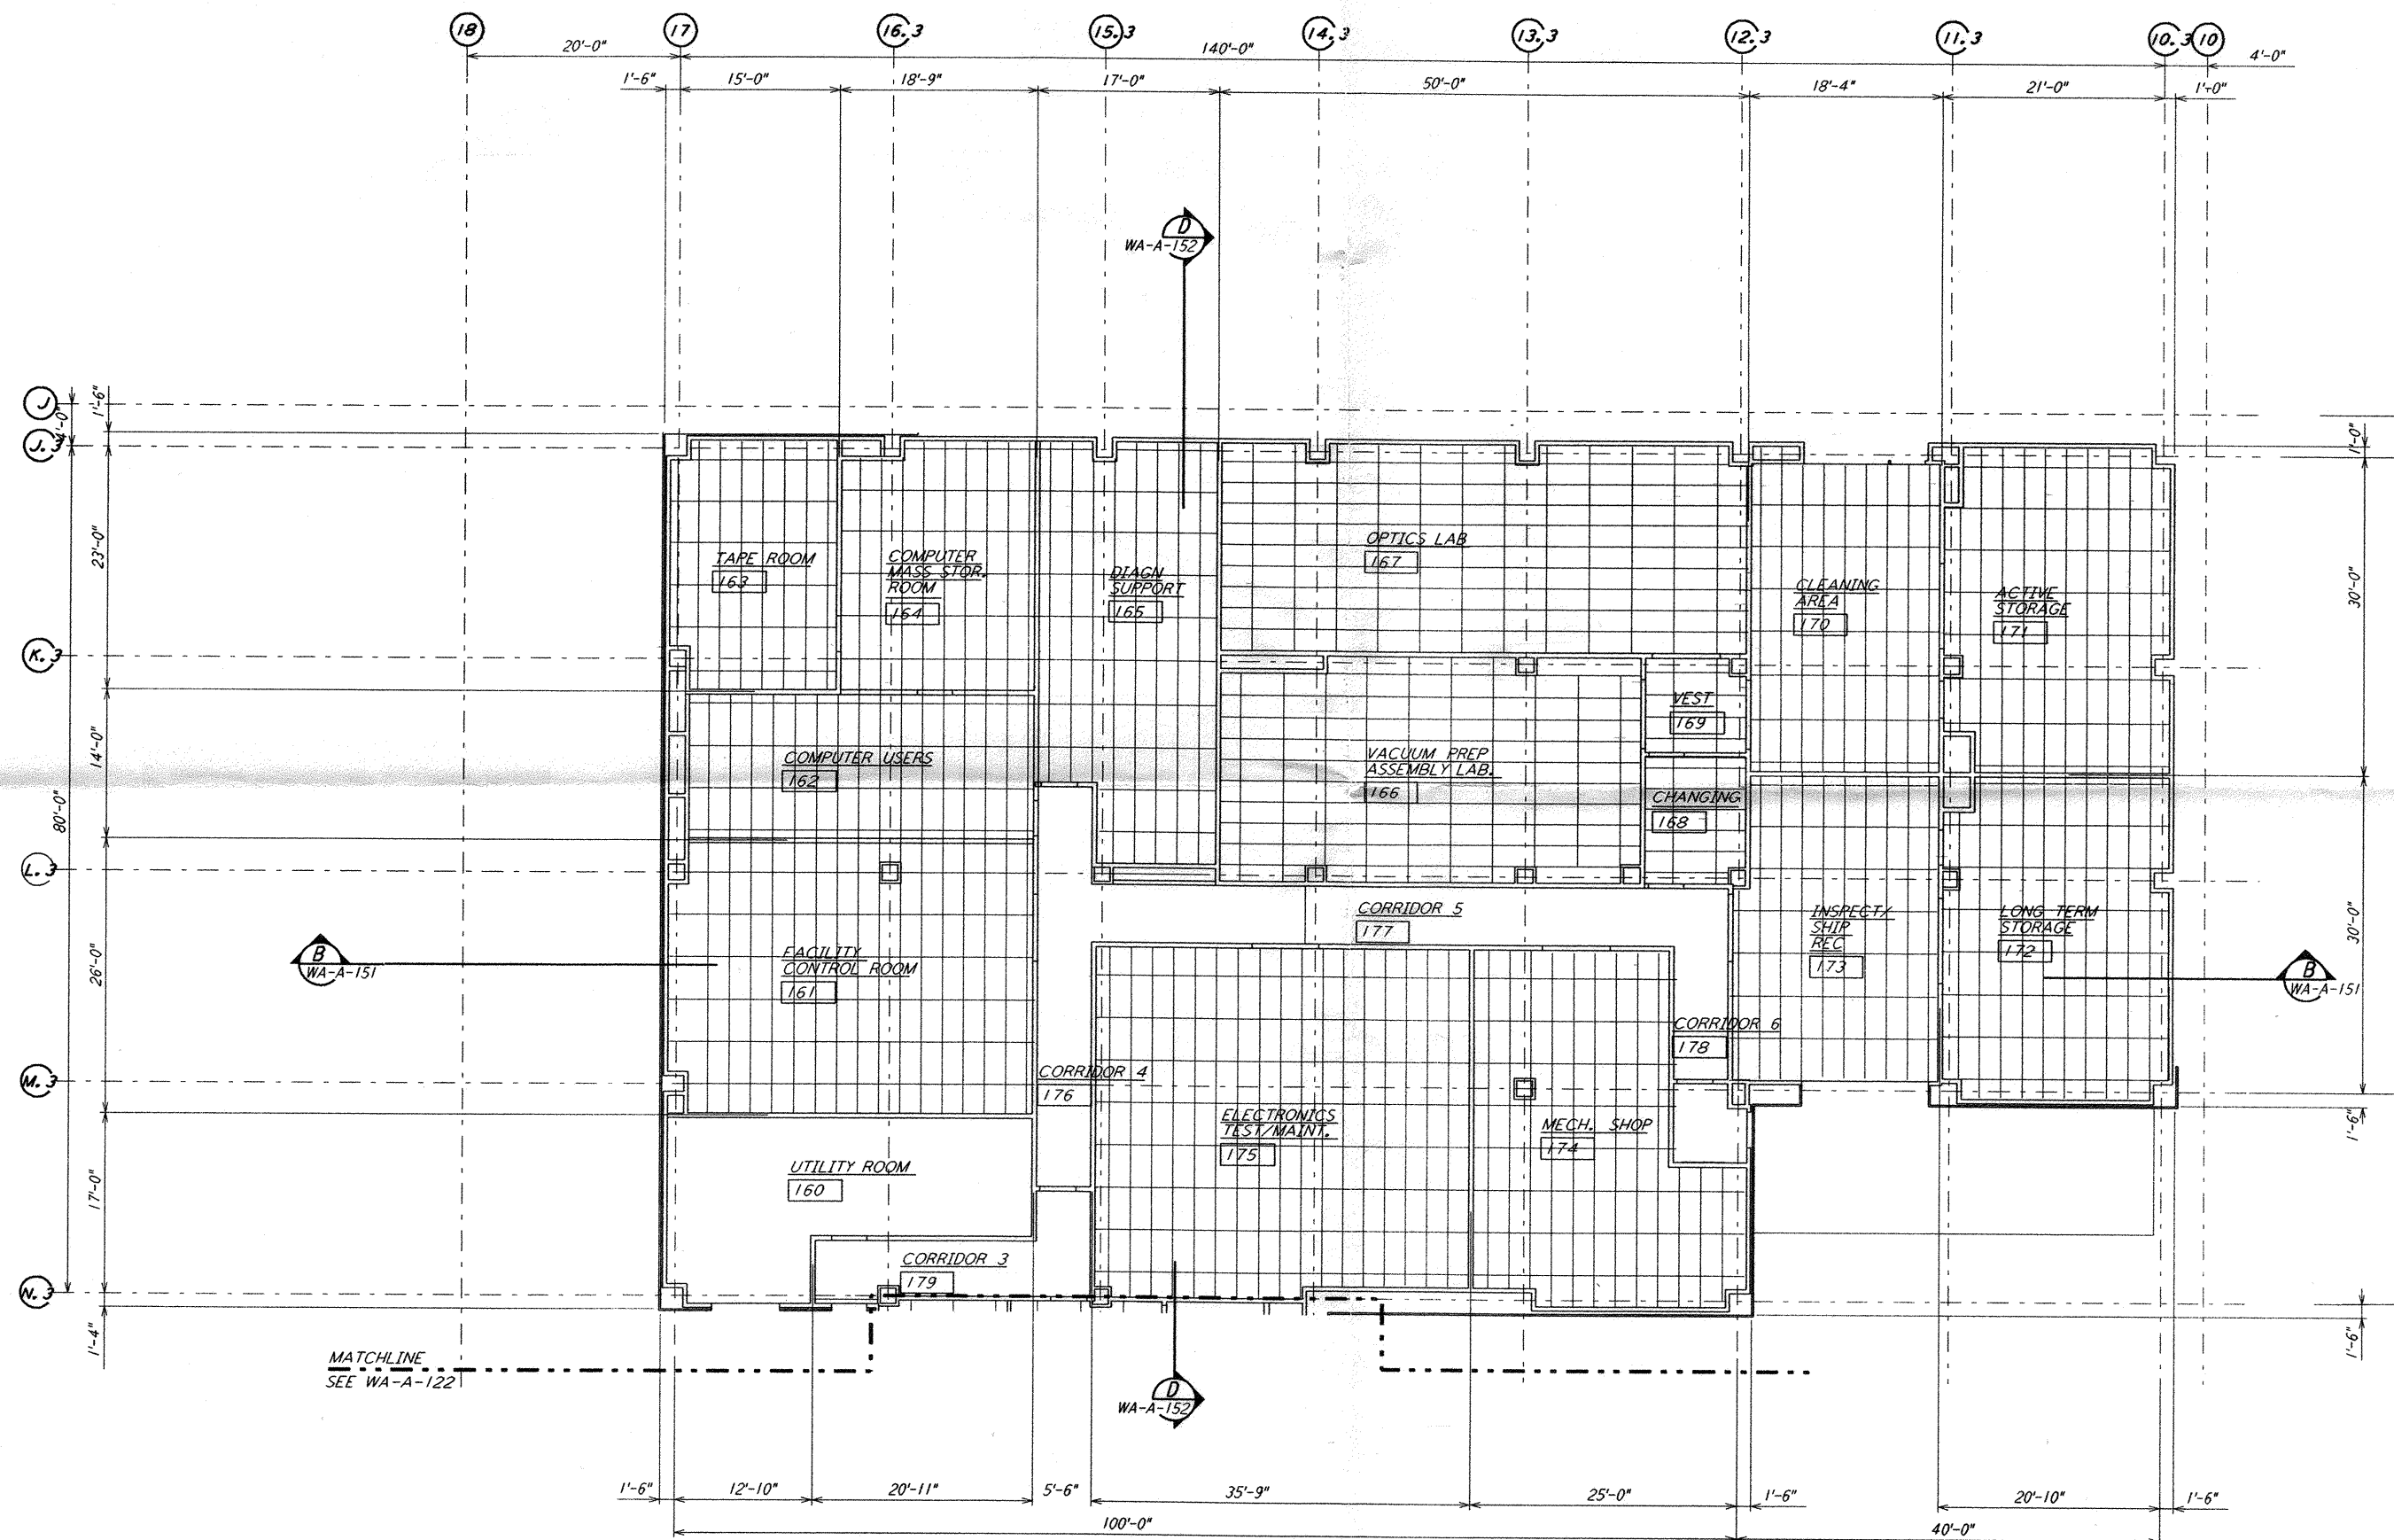 18
17
16.3
15.3
14.3
13.3
12.3
11.3
10.3
10
20'-0"
140'-0"
4'-0"
1'-6"
15'-0"
18'-9"
17'-0"
50'-0"
18'-4"
21'-0"
1'-0"
D
WA-A-152
J
J.3
K.3
L.3
M.3
N.3
1'-6"
4'-0"
23'-0"
14'-0"
80'-0"
26'-0"
17'-0"
1'-4"
1'-0"
30'-0"
30'-0"
1'-6"
1'-6"
TAPE ROOM
163
COMPUTER
MASS STOR.
ROOM
164
DIAGN
SUPPORT
165
OPTICS LAB
167
CLEANING
AREA
170
ACTIVE
STORAGE
171
COMPUTER USERS
162
VACUUM PREP
ASSEMBLY LAB.
166
VEST
169
CHANGING
168
FACILITY
CONTROL ROOM
161
CORRIDOR 5
177
INSPECT/
SHIP
REC
173
LONG TERM
STORAGE
172
B
WA-A-151
B
WA-A-151
CORRIDOR 4
176
ELECTRONICS
TEST/MAINT.
175
MECH. SHOP
174
CORRIDOR 6
178
UTILITY ROOM
160
CORRIDOR 3
179
MATCHLINE
SEE WA-A-122
D
WA-A-152
1'-6"
12'-10"
20'-11"
5'-6"
35'-9"
25'-0"
1'-6"
20'-10"
1'-6"
100'-0"
40'-0"